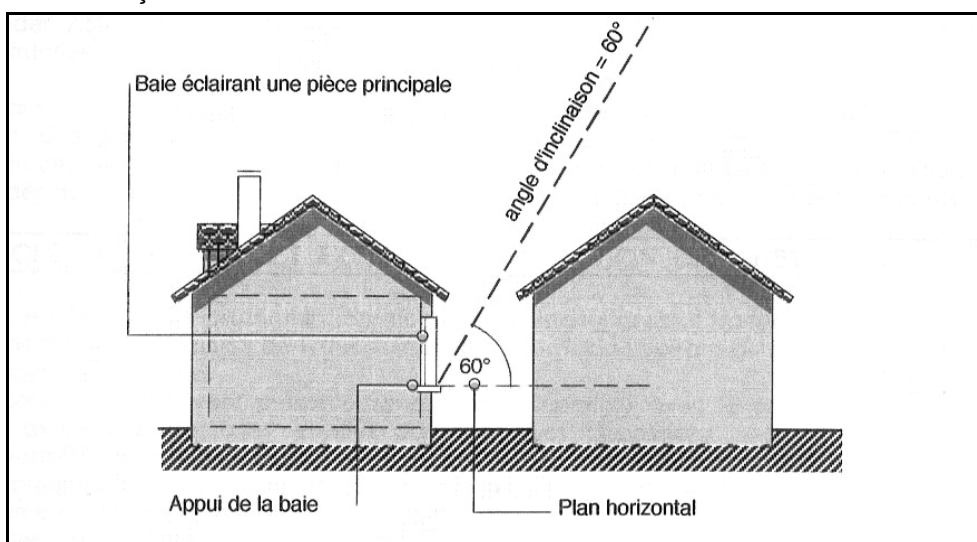 Baie éclairant une pièce principale
angle d'inclinaison = 60°
60°
Appui de la baie
Plan horizontal